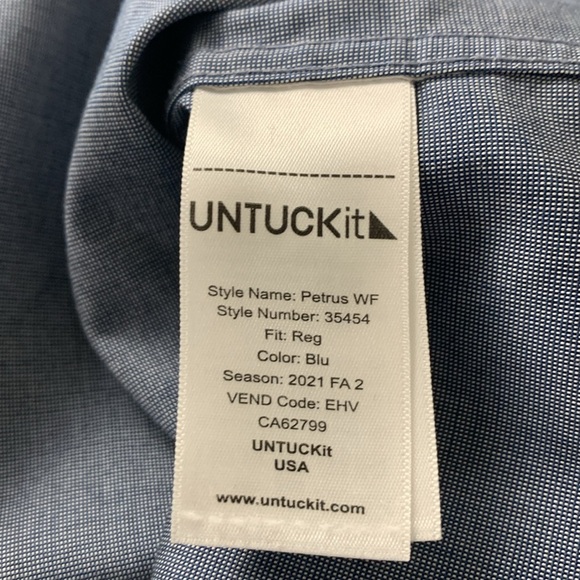 UNTUCKit
Style Name: Petrus WF
Style Number: 35454
Fit: Reg
Color: Blu
Season: 2021 FA 2
VEND Code: EHV
CA62799
UNTUCKit
USA
www.untuckit.com